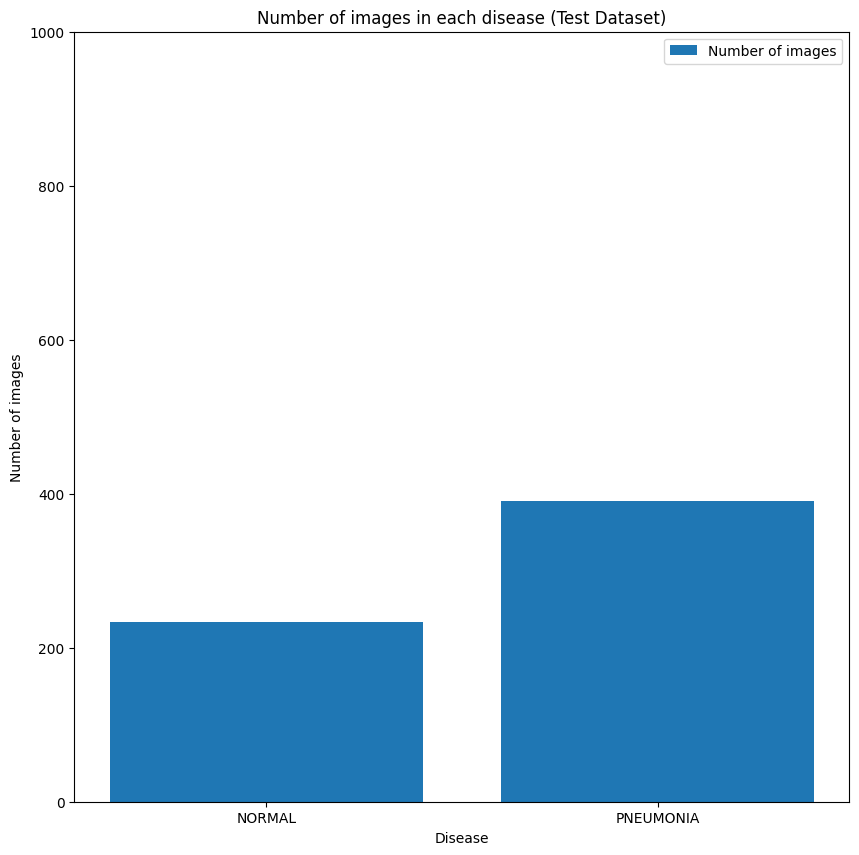 Number of images in each disease (Test Dataset)
Number of images
1000
800
600
400
200
0
Number of images
NORMAL
PNEUMONIA
Disease